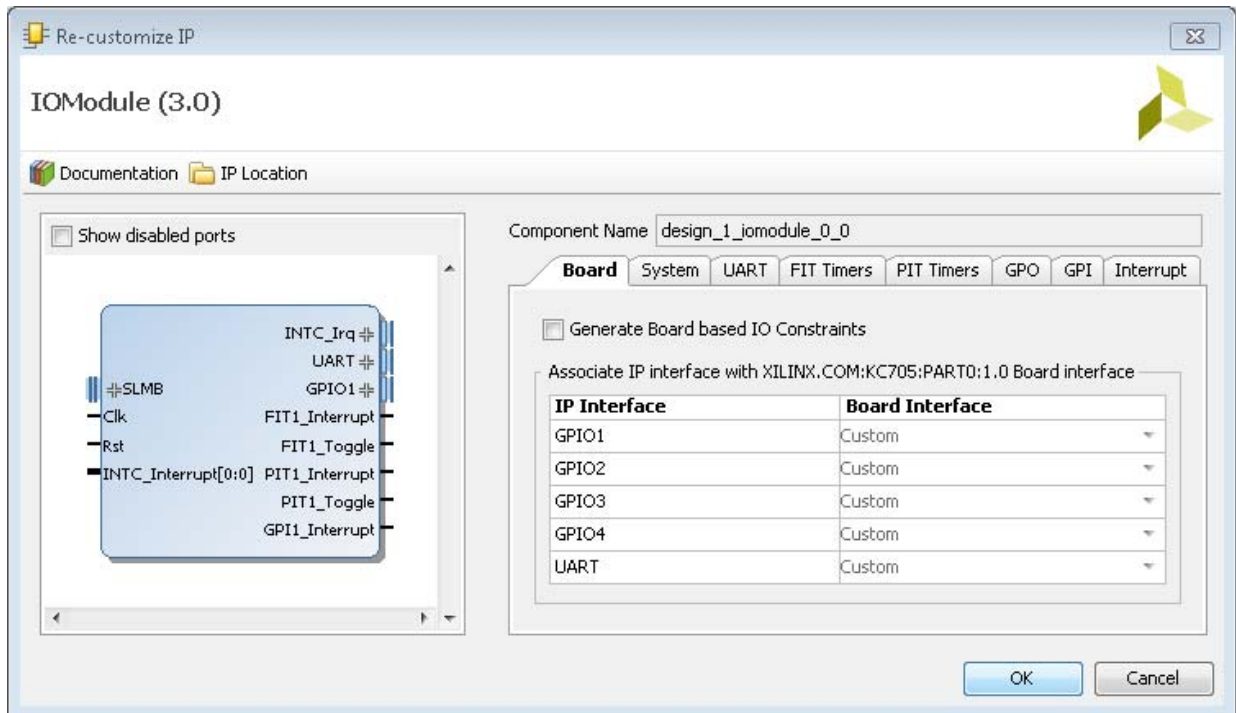 Re-customize IP
IOModule (3.0)
Documentation IP Location
Show disabled ports
INTC_Irq
UART
SLMB GPIO1
Clk FIT1_Interrupt
Rst FIT1_Toggle
INTC_Interrupt[0:0] PIT1_Interrupt
PIT1_Toggle
GPI1_Interrupt
Component Name design_1_iomodule_0_0
Board System UART FIT Timers PIT Timers GPO GPI Interrupt
Generate Board based IO Constraints
Associate IP interface with XILINX.COM:KC705:PART0:1.0 Board interface
IP Interface Board Interface
GPIO1 Custom
GPIO2 Custom
GPIO3 Custom
GPIO4 Custom
UART Custom
OK Cancel